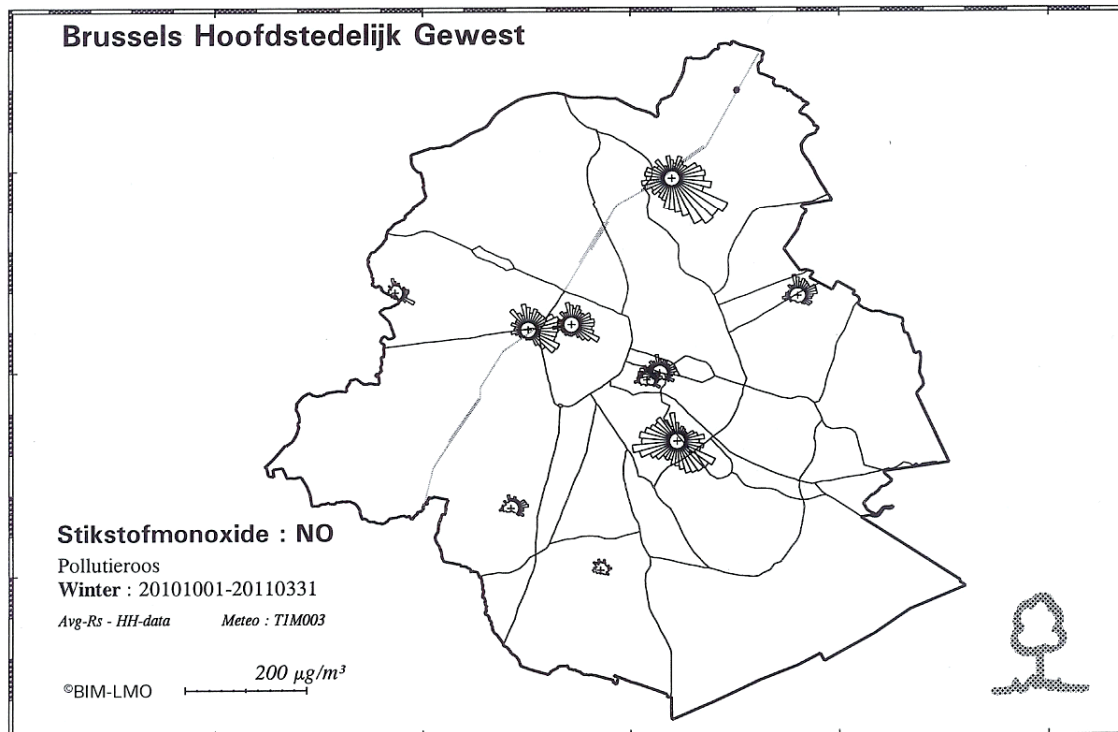 Brussels Hoofdstedelijk Gewest
Stikstofmonoxide : NO
Pollutieroos
Winter : 20101001-20110331
Avg-Rs - HH-data Meteo : T1M003
200 µg/m³
©BIM-LMO